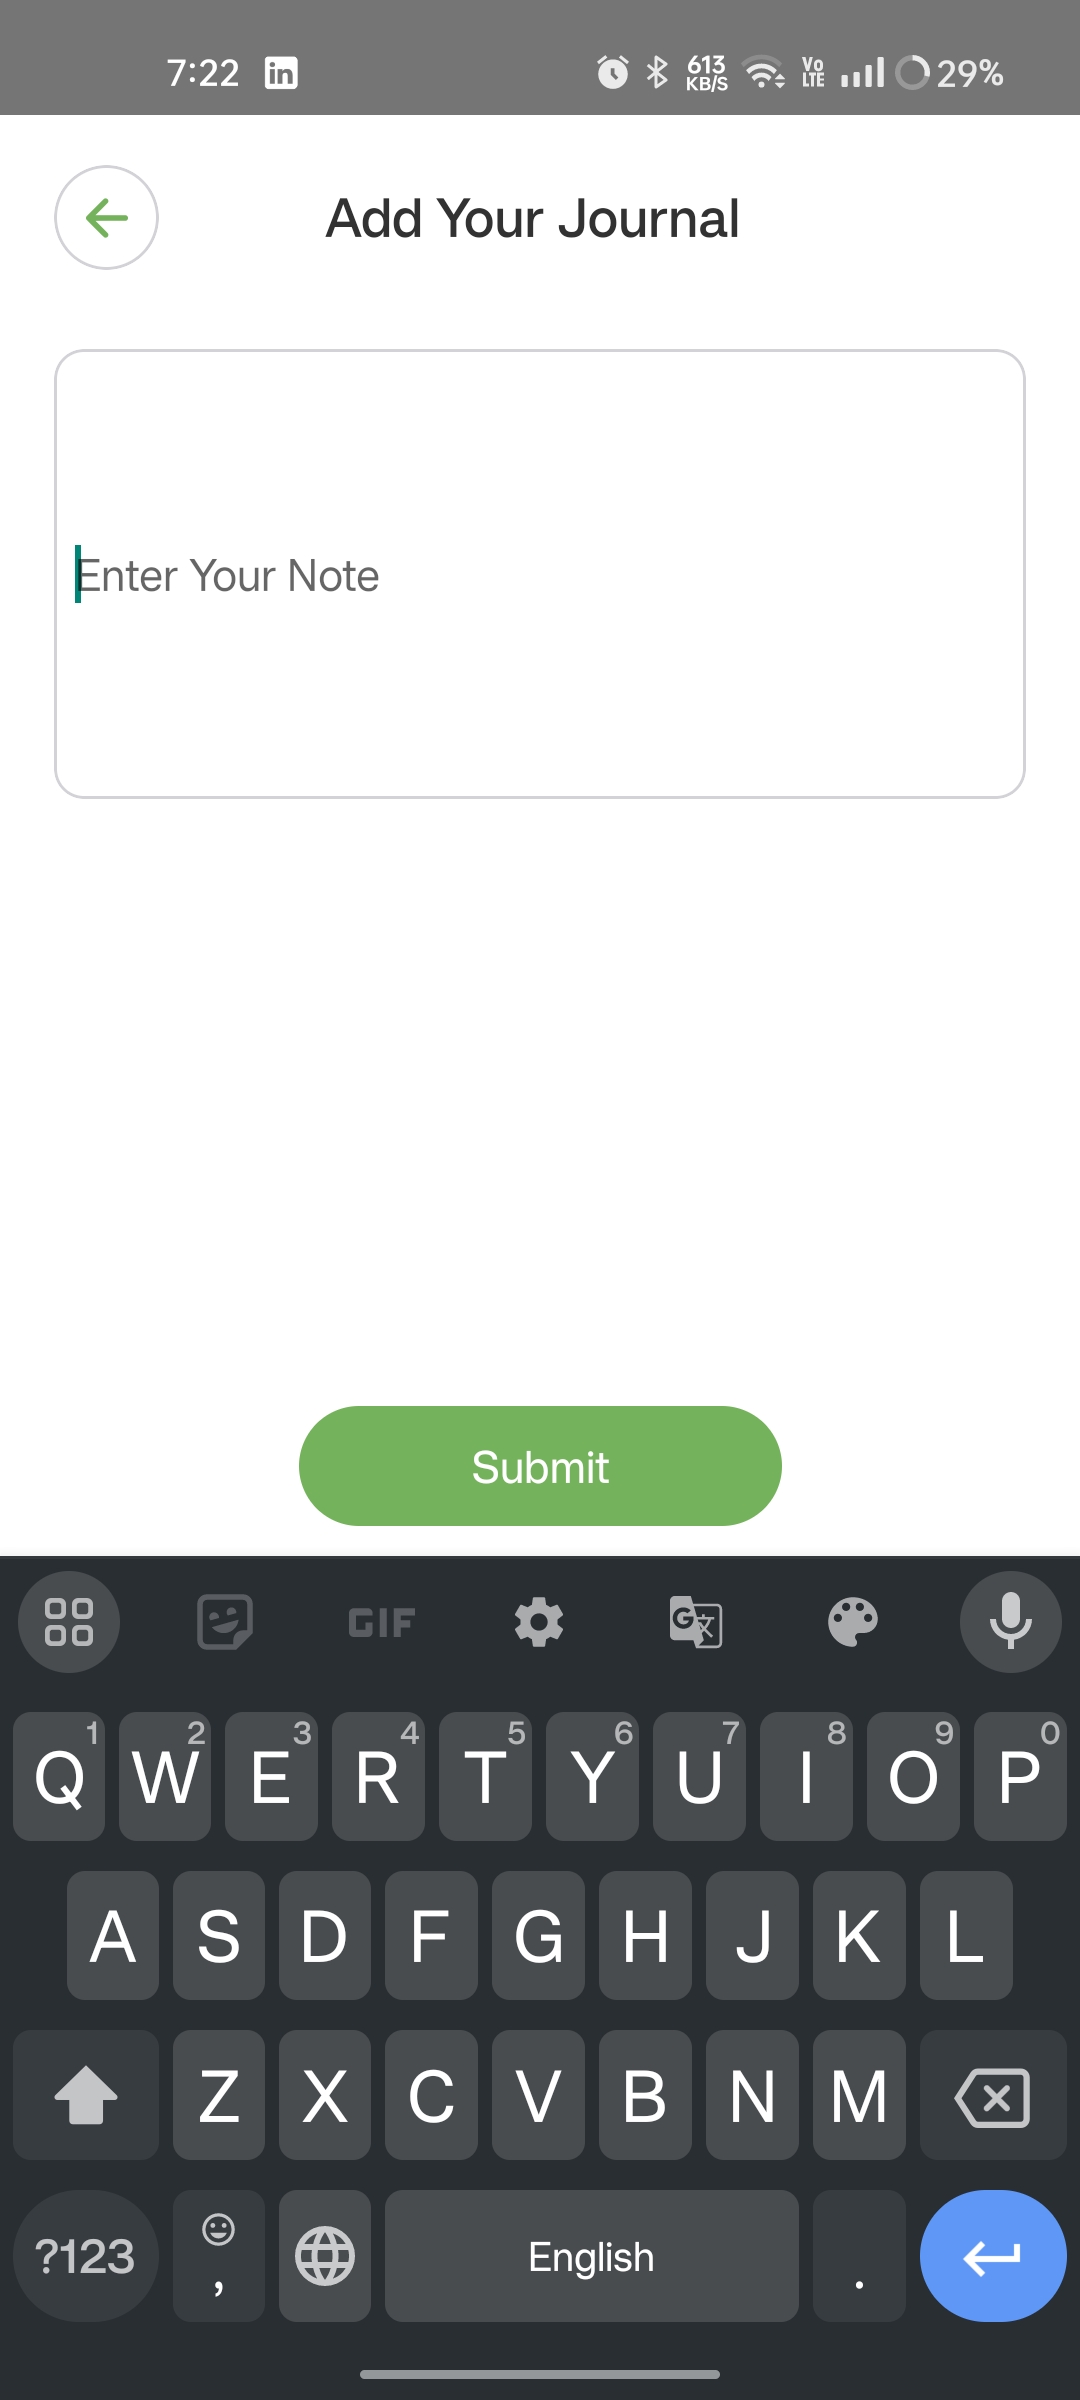 7:22 in 613 KB/S Vo LTE 29%
Add Your Journal
Enter Your Note
Submit
GIF G 文
1 2 3 4 5 6 7 8 9 0
Q W E R T Y U I O P
A S D F G H J K L
Z X C V B N M
?123 , English .